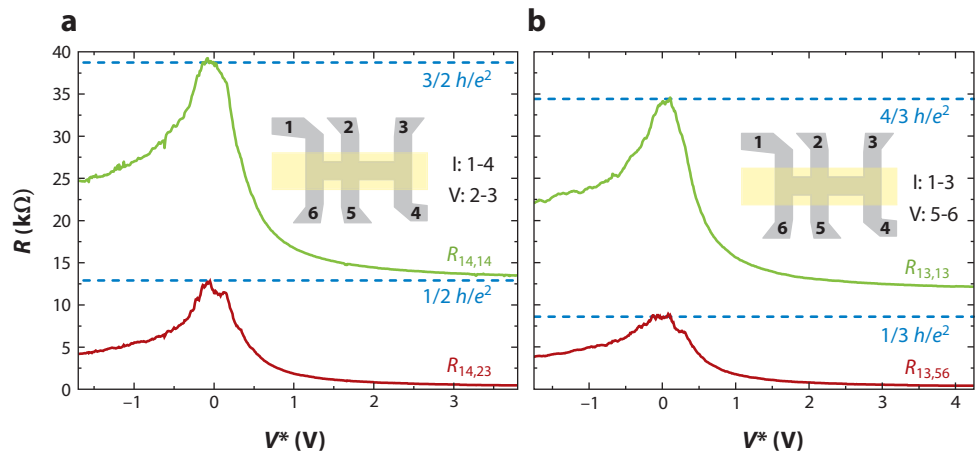 a
b
R (kΩ)
40
35
30
25
20
15
10
5
0
3/2 h/e²
1
2
3
6
5
4
I: 1-4
V: 2-3
R14,14
1/2 h/e²
R14,23
−1
0
1
2
3
V* (V)
4/3 h/e²
1
2
3
6
5
4
I: 1-3
V: 5-6
R13,13
1/3 h/e²
R13,56
−1
0
1
2
3
4
V* (V)